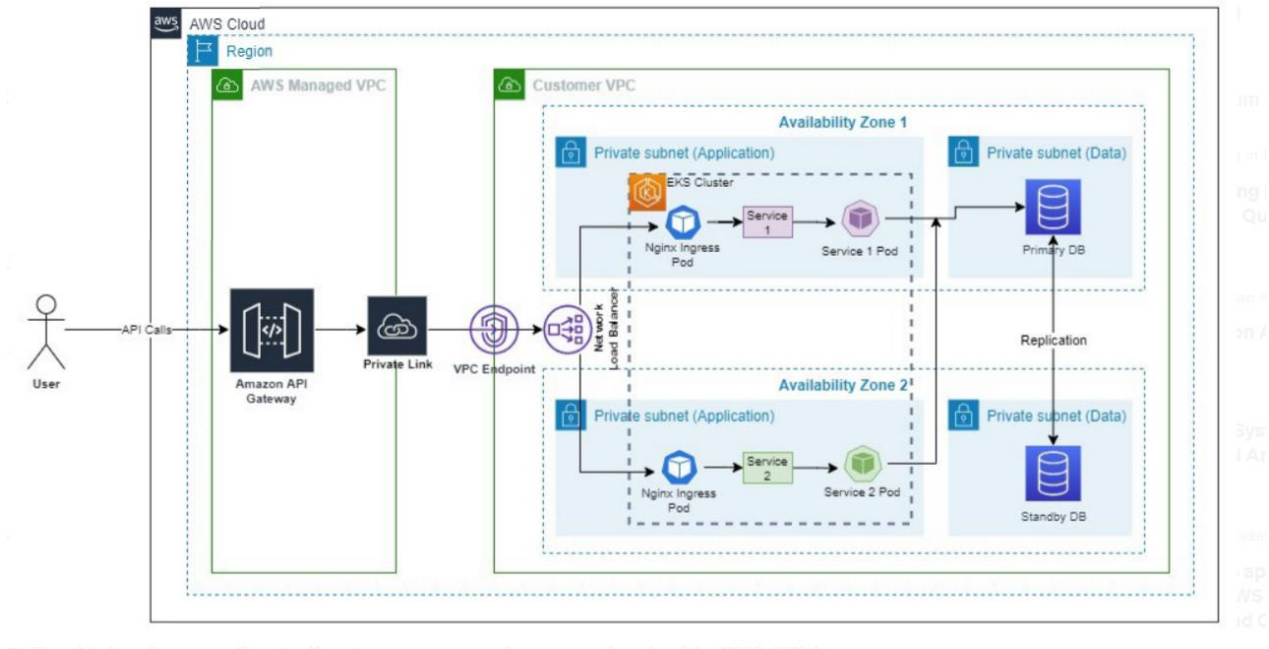 aws
AWS Cloud
Region
AWS Managed VPC
Customer VPC
Availability Zone 1
Private subnet (Application)
Private subnet (Data)
EKS Cluster
K
Nginx Ingress
Pod
Service
1
Service 1 Pod
Primary DB
User
API Calls
</>
Amazon API
Gateway
Private Link
VPC Endpoint
Network
Load Balancer
Replication
Availability Zone 2
Private subnet (Application)
Private subnet (Data)
Nginx Ingress
Pod
Service
2
Service 2 Pod
Standby DB